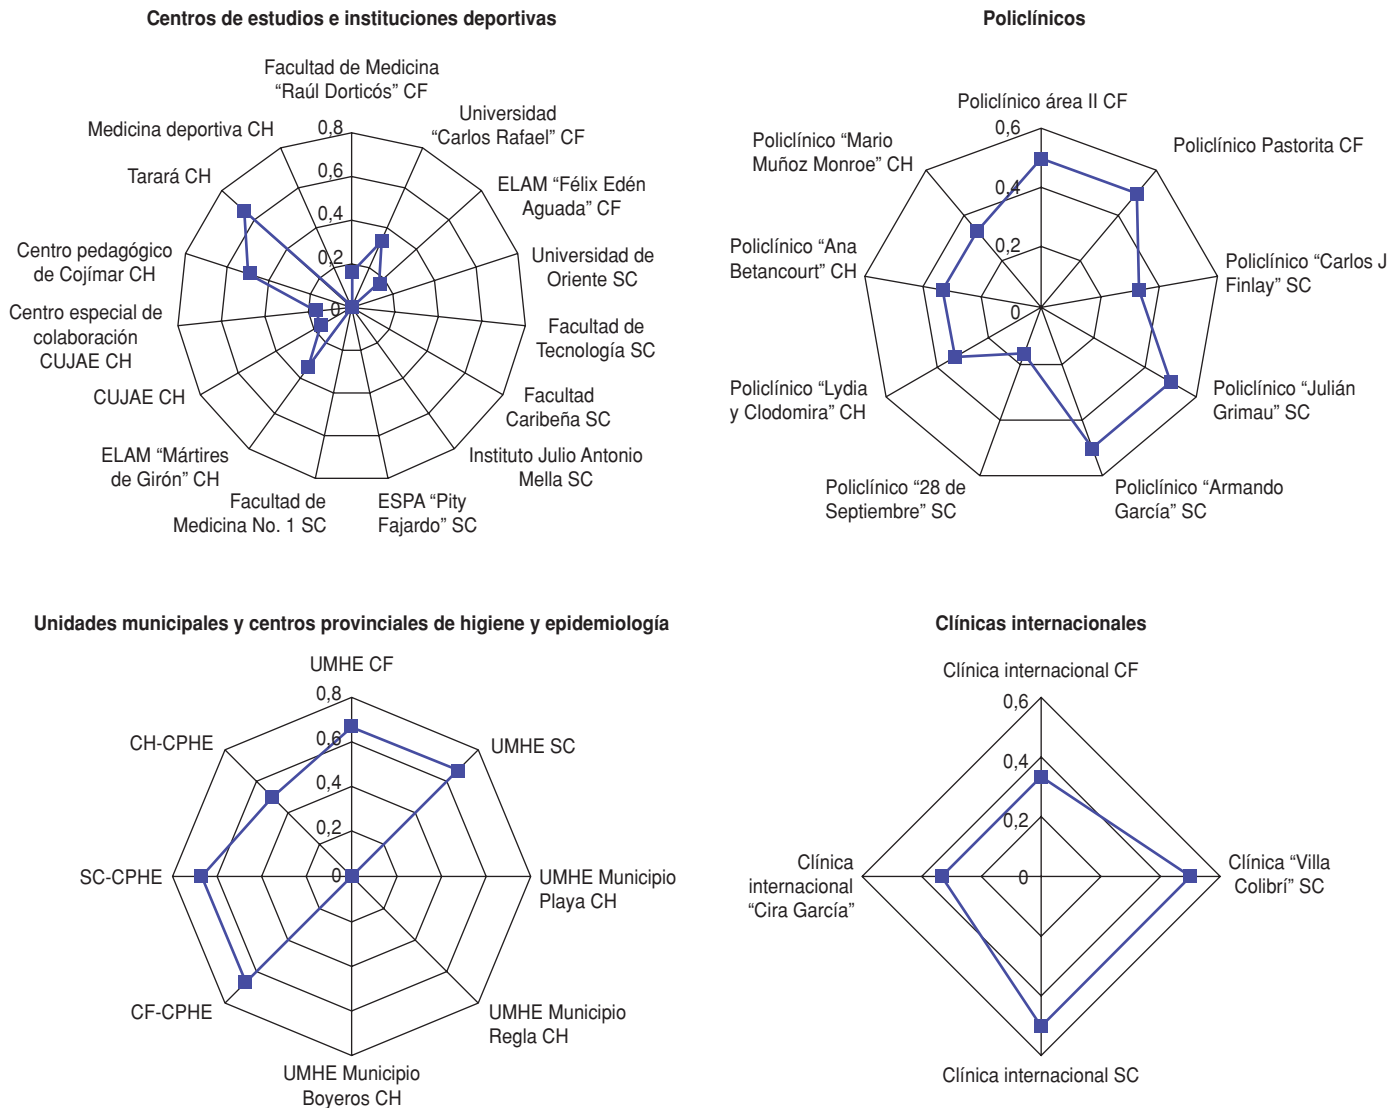 Centros de estudios e instituciones deportivas
Facultad de Medicina
“Raúl Dorticós” CF
Universidad
“Carlos Rafael” CF
ELAM “Félix Edén
Aguada” CF
Universidad de
Oriente SC
Facultad de
Tecnología SC
Facultad
Caribeña SC
Instituto Julio Antonio
Mella SC
ESPA “Pity
Fajardo” SC
Facultad de
Medicina No. 1 SC
ELAM “Mártires
de Girón” CH
CUJAE CH
Centro especial de
colaboración
CUJAE CH
Centro pedagógico
de Cojímar CH
Tarará CH
Medicina deportiva CH
0,8
0,6
0,4
0,2
0
Policlínicos
Policlínico área II CF
Policlínico Pastorita CF
Policlínico “Carlos J
Finlay” SC
Policlínico “Julián
Grimau” SC
Policlínico “Armando
García” SC
Policlínico “28 de
Septiembre” SC
Policlínico “Lydia
y Clodomira” CH
Policlínico “Ana
Betancourt” CH
Policlínico “Mario
Muñoz Monroe” CH
0,6
0,4
0,2
0
Unidades municipales y centros provinciales de higiene y epidemiología
UMHE CF
UMHE SC
UMHE Municipio
Playa CH
UMHE Municipio
Regla CH
UMHE Municipio
Boyeros CH
CF-CPHE
SC-CPHE
CH-CPHE
0,8
0,6
0,4
0,2
0
Clínicas internacionales
Clínica internacional CF
Clínica “Villa
Colibrí” SC
Clínica internacional SC
Clínica
internacional
“Cira García”
0,6
0,4
0,2
0